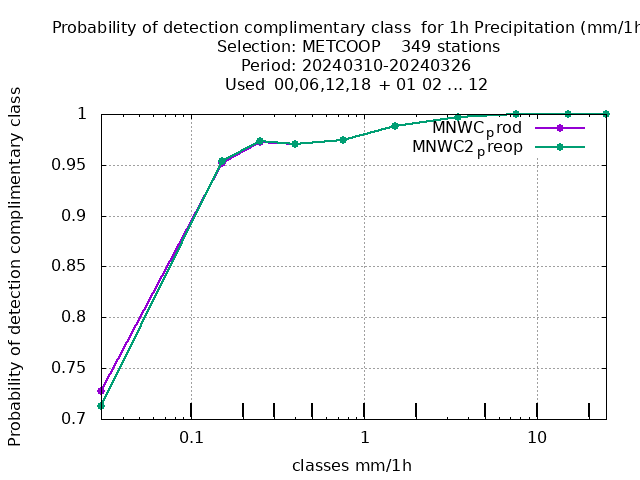 Probability of detection complimentary class  for 1h Precipitation (mm/1h
Selection: METCOOP    349 stations
Period: 20240310-20240326
Used  00,06,12,18  + 01 02 ... 12
Probability of detection complimentary class
1
0.95
0.9
0.85
0.8
0.75
0.7
MNWCprod
MNWC2preop
0.1
1
10
classes mm/1h